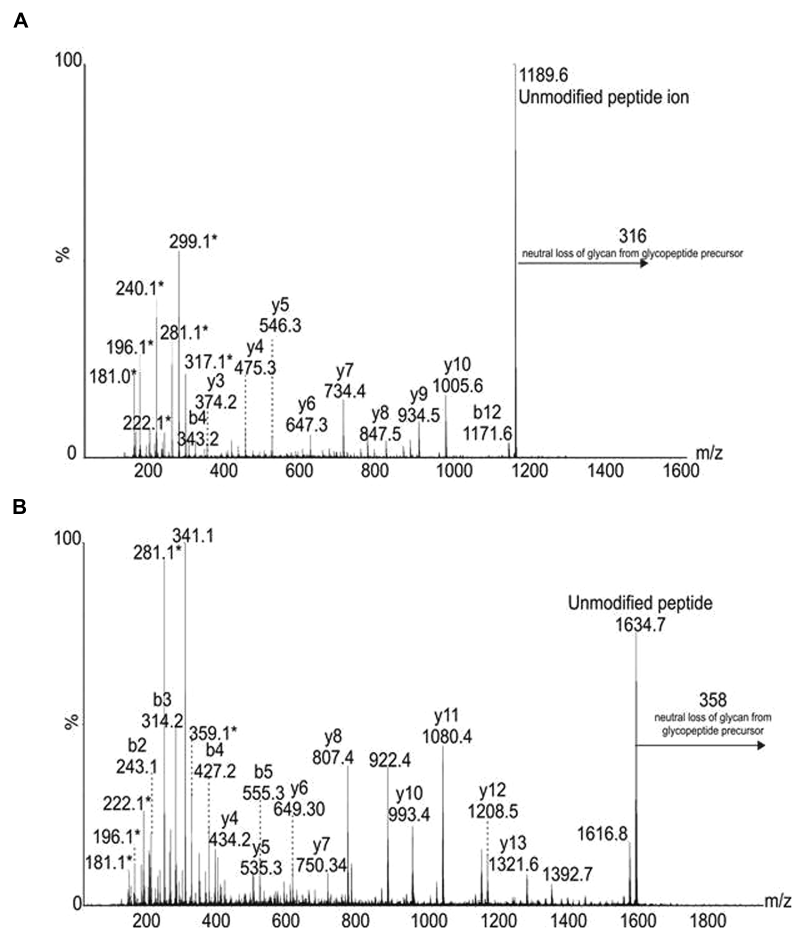 A
100
1189.6
Unmodified peptide ion
316
neutral loss of glycan from glycopeptide precursor
%
299.1*
240.1*
281.1*
y5
546.3
196.1*
317.1*
y4
475.3
181.0*
y3
374.2
y7
734.4
y10
1005.6
222.1*
b4
343.2
y6
647.3
y8
847.5
y9
934.5
b12
1171.6
0
m/z
200 400 600 800 1000 1200 1400 1600
B
100
281.1*
341.1
Unmodified peptide
1634.7
358
neutral loss of glycan from
glycopeptide precursor
%
b3
314.2
359.1*
b2
243.1
b4
427.2
y8
807.4
922.4
y11
1080.4
b5
555.3
y6
649.30
222.1*
y10
993.4
y12
1208.5
196.1*
y4
434.2
1616.8
181.1*
y5
535.3
y7
750.34
y13
1321.6
1392.7
0
m/z
200 400 600 800 1000 1200 1400 1600 1800